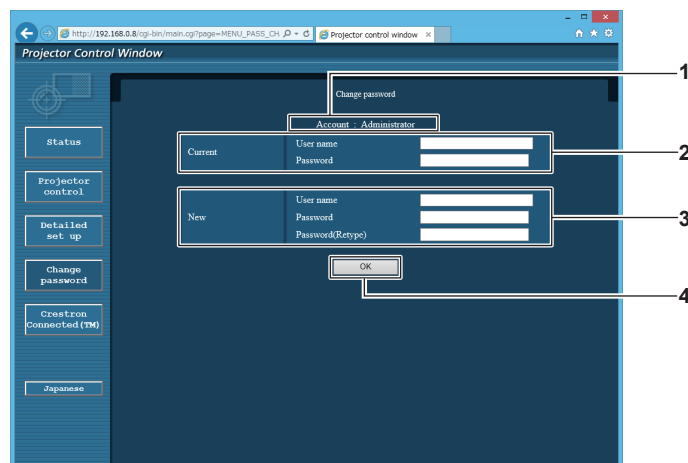 http://192.168.0.8/cgi-bin/main.cgi?page=MENU_PASS_CH
Projector control window
Projector Control Window
1
Change password
Account : Administrator
Status
Current
User name
Password
2
Projector
control
New
User name
Password
Password(Retype)
3
Detailed
set up
OK
Change
password
4
Crestron
Connected(TM)
Japanese